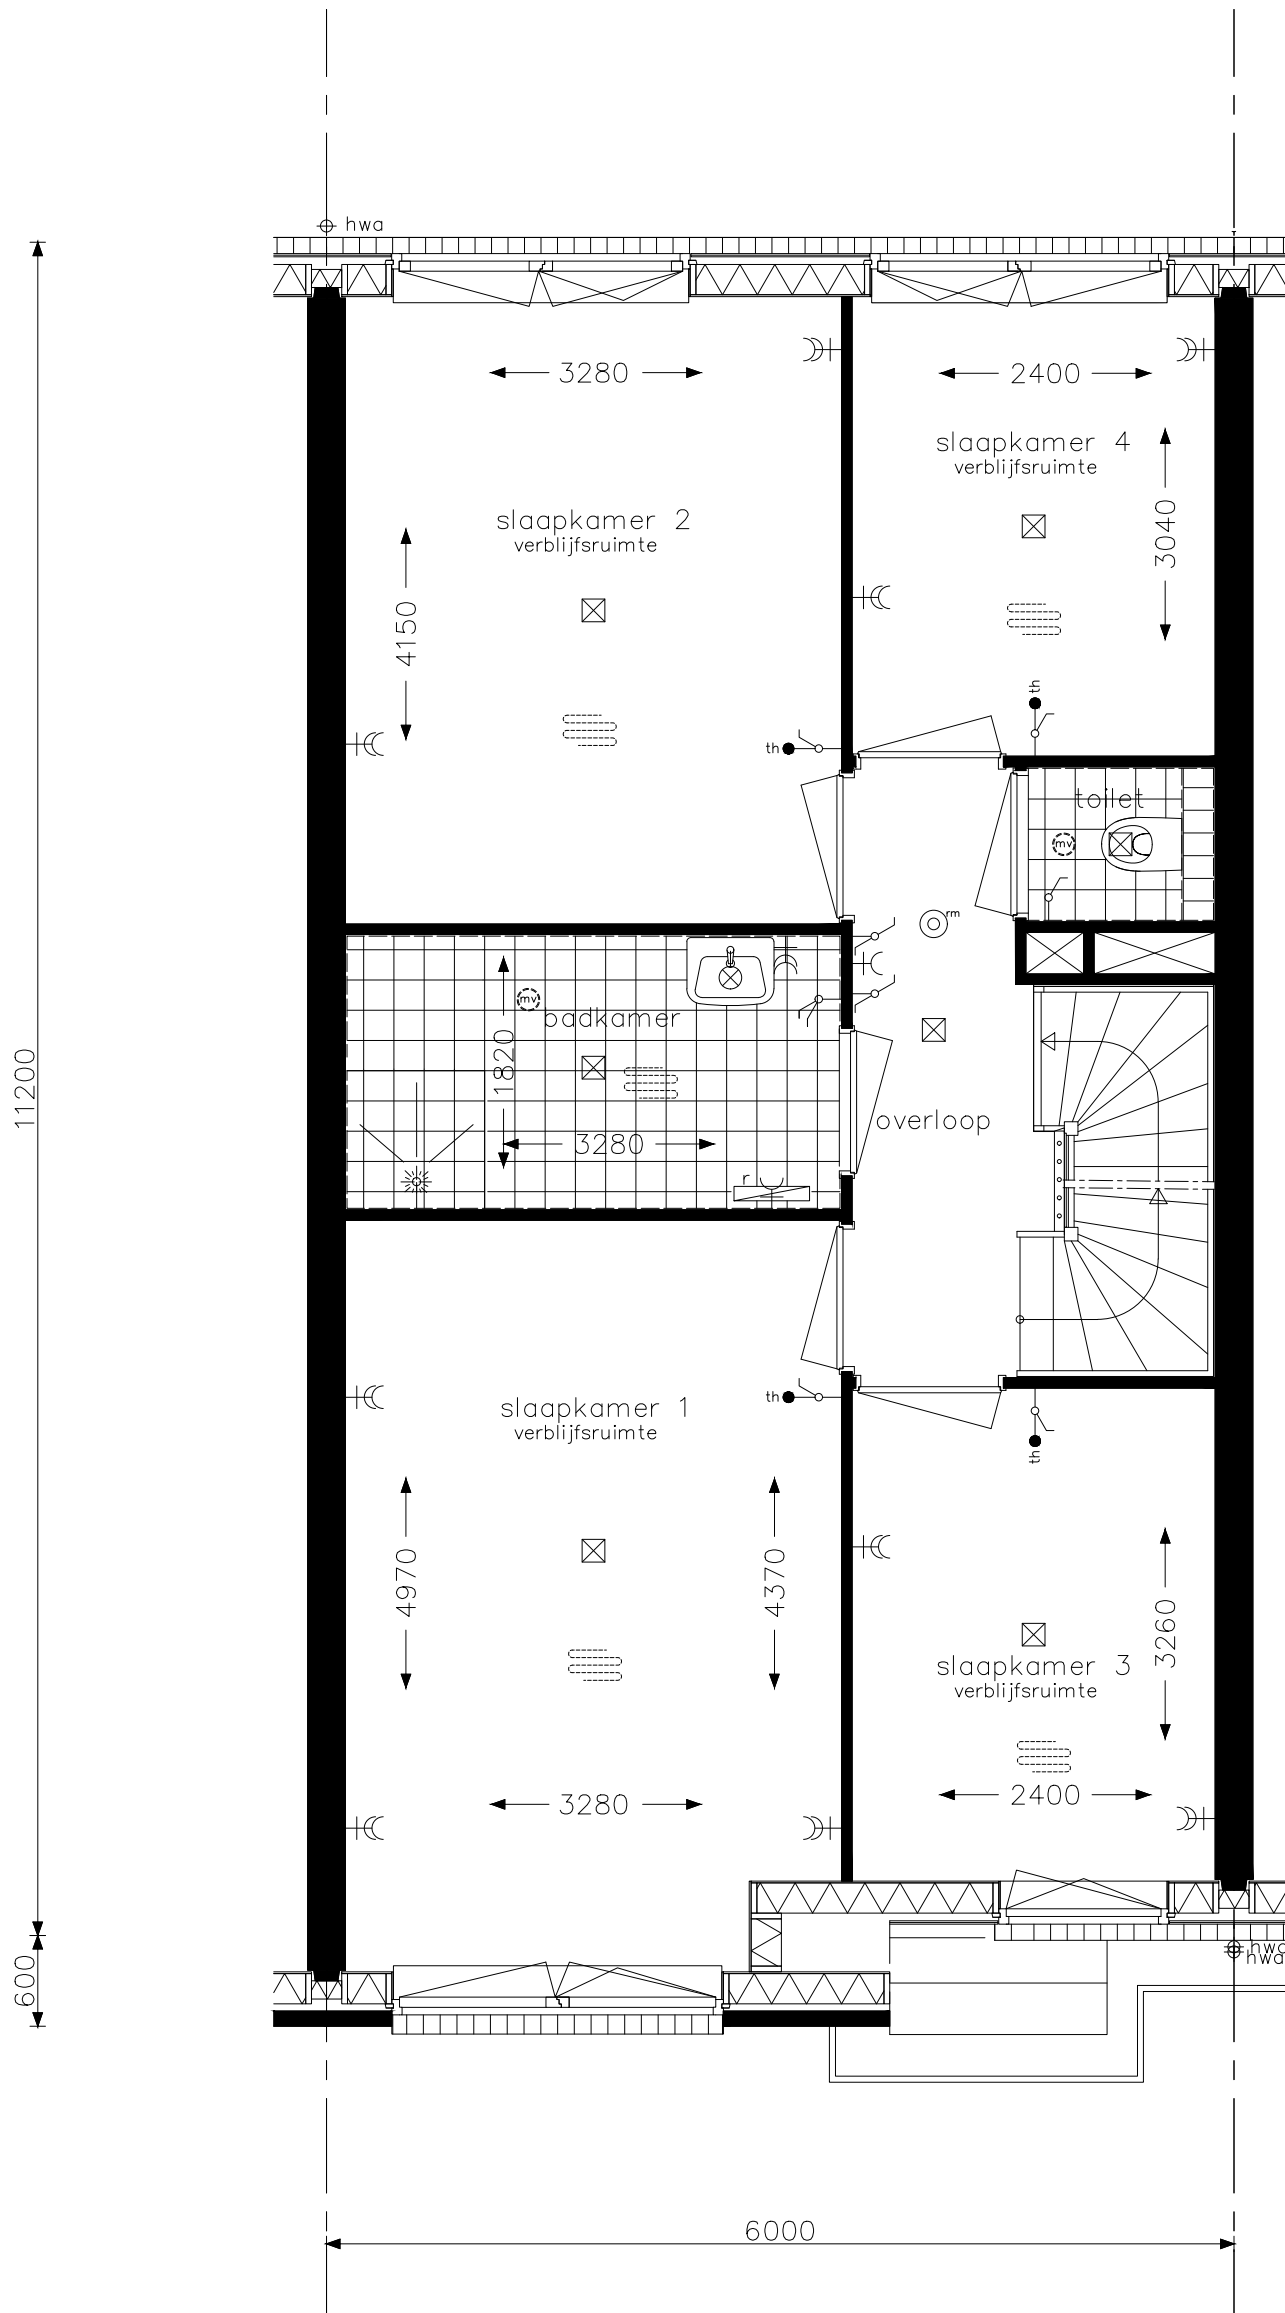 hwa
3280
2400
slaapkamer 4
verblijfsruimte
3040
slaapkamer 2
verblijfsruimte
4150
th
th
toilet
mv
rm
mv
badkamer
1820
11200
overloop
3280
r
slaapkamer 1
verblijfsruimte
th
th
4970
4370
3260
slaapkamer 3
verblijfsruimte
3280
2400
hwa
hwa
600
6000